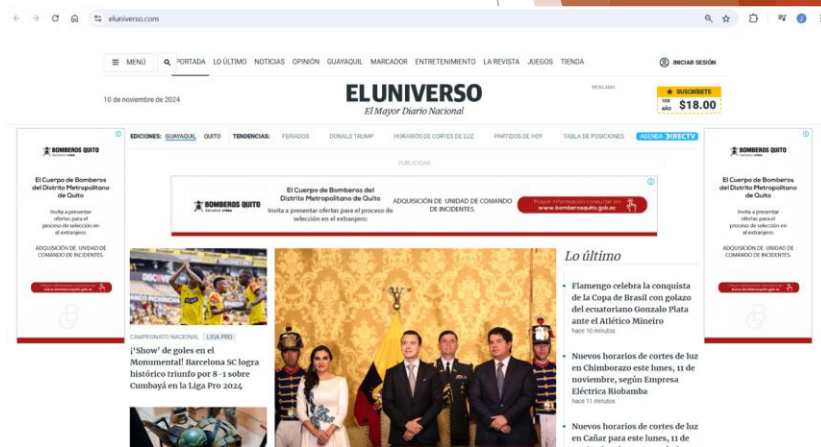 eluniverso.com
MENÚ
PORTADA LO ÚLTIMO NOTICIAS OPINIÓN GUAYAQUIL MARCADOR ENTRETENIMIENTO LA REVISTA JUEGOS TIENDA
INICIAR SESIÓN
10 de noviembre de 2024
EL UNIVERSO
El Mayor Diario Nacional
SUSCRÍBETE
1ER. AÑO $18.00
EDICIONES: GUAYAQUIL QUITO TENDENCIAS: FERIADOS DONALD TRUMP HORARIOS DE CORTES DE LUZ PARTIDOS DE HOY TABLA DE POSICIONES AGENDA DIRECTV
PUBLICIDAD
BOMBEROS QUITO
El Cuerpo de Bomberos
del Distrito Metropolitano
de Quito
Invita a presentar
ofertas para el
proceso de selección en
el extranjero:
ADQUISICIÓN DE UNIDAD DE
COMANDO DE INCIDENTES.
BOMBEROS QUITO
El Cuerpo de Bomberos del
Distrito Metropolitano de Quito
Invita a presentar ofertas para el proceso de
selección en el extranjero:
ADQUISICIÓN DE UNIDAD DE COMANDO
DE INCIDENTES.
Mayor información consultar en:
www.bomberosquito.gob.ec
BOMBEROS QUITO
El Cuerpo de Bomberos
del Distrito Metropolitano
de Quito
Invita a presentar
ofertas para el
proceso de selección en
el extranjero:
ADQUISICIÓN DE UNIDAD DE
COMANDO DE INCIDENTES.
CAMPEONATO NACIONAL LIGA PRO
¡'Show' de goles en el
Monumental! Barcelona SC logra
histórico triunfo por 8-1 sobre
Cumbayá en la Liga Pro 2024
Lo último
Flamengo celebra la conquista
de la Copa de Brasil con golazo
del ecuatoriano Gonzalo Plata
ante el Atlético Mineiro
hace 10 minutos
Nuevos horarios de cortes de luz
en Chimborazo este lunes, 11 de
noviembre, según Empresa
Eléctrica Riobamba
hace 11 minutos
Nuevos horarios de cortes de luz
en Cañar para este lunes, 11 de